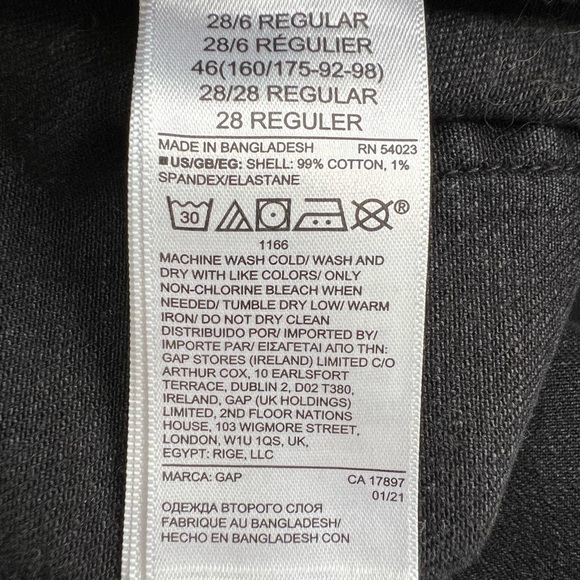 28/6 REGULAR
28/6 RÉGULIER
46(160/175-92-98)
28/28 REGULAR
28 REGULER
MADE IN BANGLADESH RN 54023
US/GB/EG: SHELL: 99% COTTON, 1%
SPANDEX/ELASTANE
30 ®
1166
MACHINE WASH COLD/ WASH AND
DRY WITH LIKE COLORS/ ONLY
NON-CHLORINE BLEACH WHEN
NEEDED/ TUMBLE DRY LOW/ WARM
IRON/ DO NOT DRY CLEAN
DISTRIBUIDO POR/ IMPORTED BY/
IMPORTE PAR/ ΕΙΣΑΓΕΤΑΙ ΑΠΟ ΤΗΝ:
GAP STORES (IRELAND) LIMITED C/O
ARTHUR COX, 10 EARLSFORT
TERRACE, DUBLIN 2, D02 T380,
IRELAND, GAP (UK HOLDINGS)
LIMITED, 2ND FLOOR NATIONS
HOUSE, 103 WIGMORE STREET,
LONDON, W1U 1QS, UK,
EGYPT: RIGE, LLC
MARCA: GAP CA 17897
01/21
ОДЕЖДА ВТОРОГО СЛОЯ
FABRIQUE AU BANGLADESH/
HECHO EN BANGLADESH CON